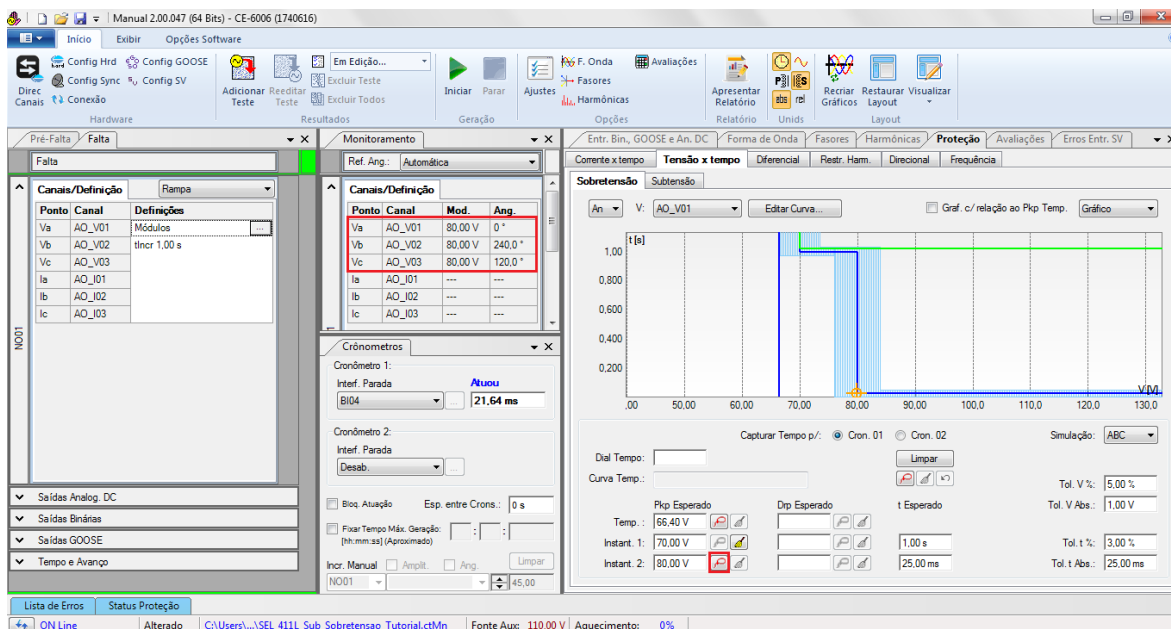 Manual 2.00.047 (64 Bits) - CE-6006 (1740616)
Início Exibir Opções Software
Direc Canais
Config Hrd Config GOOSE
Config Sync Config SV
Conexão
Hardware
Adicionar Teste
Reeditar Teste
Em Edição...
Excluir Teste
Excluir Todos
Resultados
Iniciar Parar
Geração
Ajustes
F. Onda
Fasores
Harmônicas
Avaliações
Opções
Apresentar Relatório
Relatório
abs rel
Unids
Recriar Gráficos
Restaurar Layout
Visualizar
Layout
Pré-Falta Falta
Falta
Canais/Definição Rampa
Ponto Canal Definições
Va AO_V01 Módulos ...
Vb AO_V02 tIncr 1,00 s
Vc AO_V03
Ia AO_I01
Ib AO_I02
Ic AO_I03
NO01
Saídas Analog. DC
Saídas Binárias
Saídas GOOSE
Tempo e Avanço
Monitoramento
Ref. Ang.: Automática
Canais/Definição
Ponto Canal Mod. Ang.
Va AO_V01 80,00 V 0 °
Vb AO_V02 80,00 V 240,0 °
Vc AO_V03 80,00 V 120,0 °
Ia AO_I01 --- ---
Ib AO_I02 --- ---
Ic AO_I03 --- ---
Crônometros
Cronômetro 1:
Interf. Parada Atuou
BI04 ... 21,64 ms
Cronômetro 2:
Interf. Parada
Desab. ...
Bloq. Atuação Esp. entre Crons.: 0 s
Fixar Tempo Máx. Geração: : :
[hh:mm:ss] (Aproximado)
Incr. Manual Amplit. Ang. Limpar
NO01 45,00
Entr. Bin., GOOSE e An. DC Forma de Onda Fasores Harmônicas Proteção Avaliações Erros Entr. SV
Corrente x tempo Tensão x tempo Diferencial Restr. Harm. Direcional Frequência
Sobretensão Subtensão
An V: AO_V01 Editar Curva... Graf. c/ relação ao Pkp Temp. Gráfico
t [s]
1,00
0,800
0,600
0,400
0,200
V [V]
,00 50,00 60,00 70,00 80,00 90,00 100,0 110,0 120,0 130,0
Capturar Tempo p/: Cron. 01 Cron. 02 Simulação: ABC
Dial Tempo: Limpar
Curva Temp.: Tol. V %: 5,00 %
Pkp Esperado Drp Esperado t Esperado Tol. V Abs.: 1,00 V
Temp. : 66,40 V
Instant. 1: 70,00 V 1,00 s Tol. t %: 3,00 %
Instant. 2: 80,00 V 25,00 ms Tol. t Abs.: 25,00 ms
Lista de Erros Status Proteção
ON Line Alterado C:\Users\...\SEL_411L_Sub_Sobretensao_Tutorial.ctMn Fonte Aux: 110,00 V Aquecimento: 0%